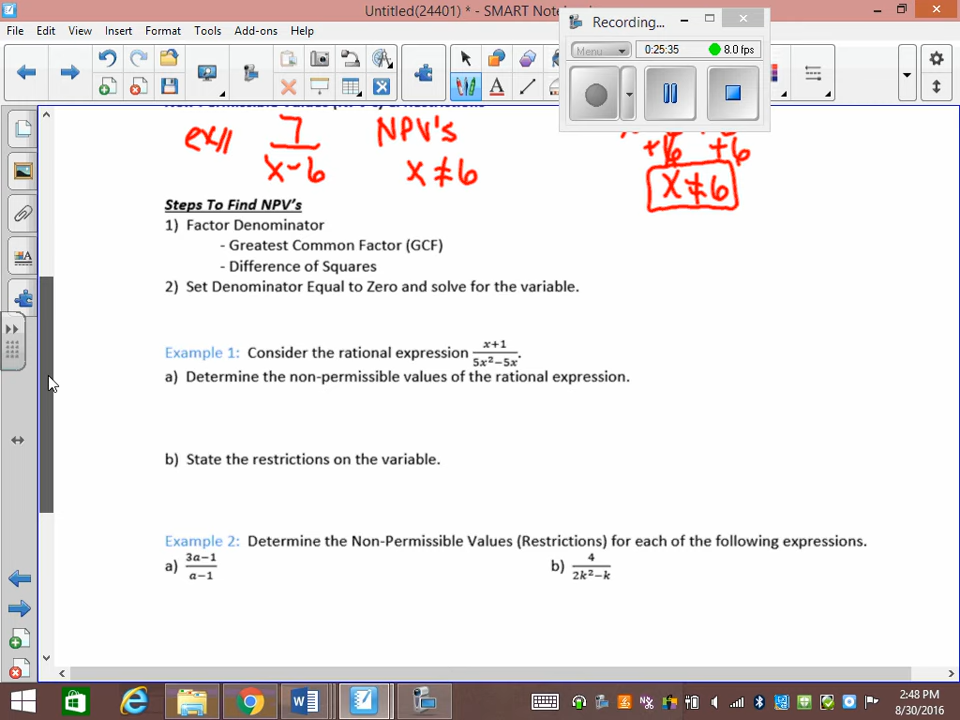 Untitled(24401) * - SMART Noteb
Recording...
File Edit View Insert Format Tools Add-ons Help
Menu 0:25:35 8.0 fps
ex// 7/(x-6) NPV's
x ≠ 6
+6 +6
x ≠ 6
Steps To Find NPV's
1) Factor Denominator
- Greatest Common Factor (GCF)
- Difference of Squares
2) Set Denominator Equal to Zero and solve for the variable.
Example 1: Consider the rational expression (x+1)/(5x²−5x).
a) Determine the non-permissible values of the rational expression.
b) State the restrictions on the variable.
Example 2: Determine the Non-Permissible Values (Restrictions) for each of the following expressions.
a) (3a−1)/(a−1) b) 4/(2k²−k)
2:48 PM
8/30/2016